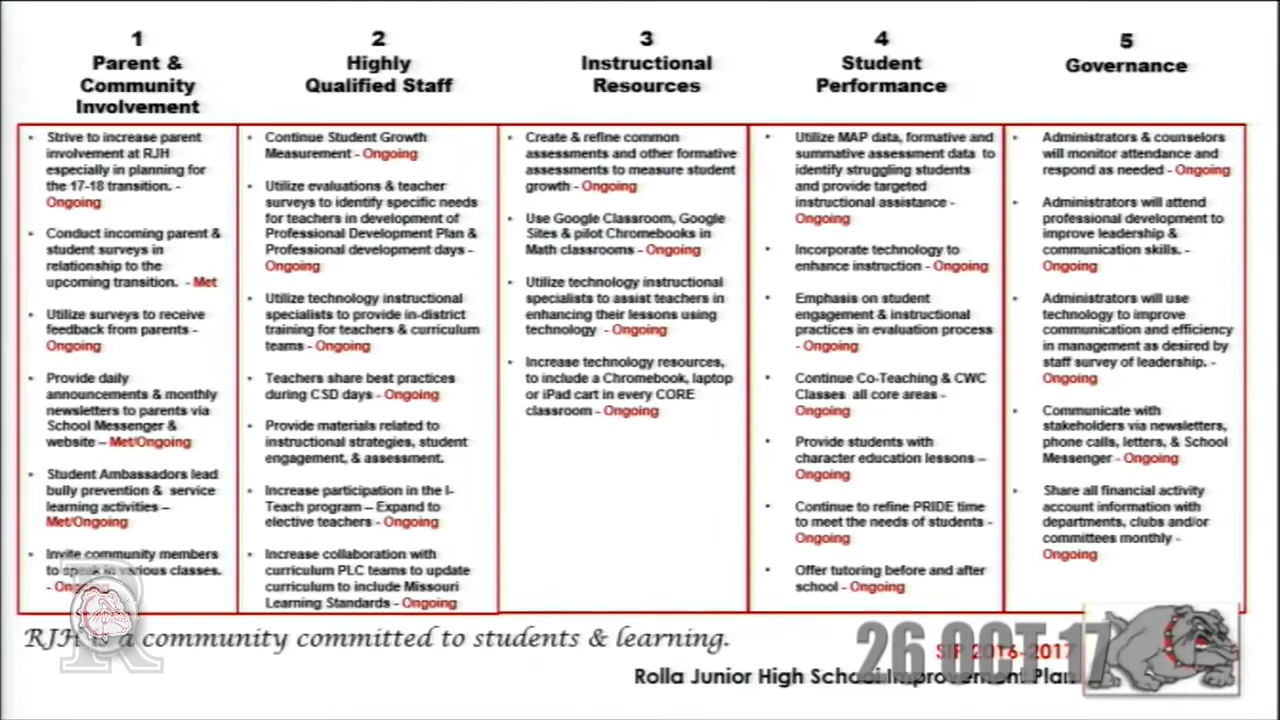 1
Parent &
Community
Involvement
2
Highly
Qualified Staff
3
Instructional
Resources
4
Student
Performance
5
Governance
• Strive to increase parent
involvement at RJH
especially in planning for
the 17-18 transition. -
Ongoing
• Conduct incoming parent &
student surveys in
relationship to the
upcoming transition. - Met
• Utilize surveys to receive
feedback from parents -
Ongoing
• Provide daily
announcements & monthly
newsletters to parents via
School Messenger &
website – Met/Ongoing
• Student Ambassadors lead
bully prevention & service
learning activities –
Met/Ongoing
• Invite community members
to speak in various classes.
- Ongoing
• Continue Student Growth
Measurement - Ongoing
• Utilize evaluations & teacher
surveys to identify specific needs
for teachers in development of
Professional Development Plan &
Professional development days -
Ongoing
• Utilize technology instructional
specialists to provide in-district
training for teachers & curriculum
teams - Ongoing
• Teachers share best practices
during CSD days - Ongoing
• Provide materials related to
instructional strategies, student
engagement, & assessment.
• Increase participation in the I-
Teach program – Expand to
elective teachers - Ongoing
• Increase collaboration with
curriculum PLC teams to update
curriculum to include Missouri
Learning Standards - Ongoing
• Create & refine common
assessments and other formative
assessments to measure student
growth - Ongoing
• Use Google Classroom, Google
Sites & pilot Chromebooks in
Math classrooms - Ongoing
• Utilize technology instructional
specialists to assist teachers in
enhancing their lessons using
technology - Ongoing
• Increase technology resources,
to include a Chromebook, laptop
or iPad cart in every CORE
classroom - Ongoing
• Utilize MAP data, formative and
summative assessment data to
identify struggling students
and provide targeted
instructional assistance -
Ongoing
• Incorporate technology to
enhance instruction - Ongoing
• Emphasis on student
engagement & instructional
practices in evaluation process
- Ongoing
• Continue Co-Teaching & CWC
Classes all core areas -
Ongoing
• Provide students with
character education lessons –
Ongoing
• Continue to refine PRIDE time
to meet the needs of students -
Ongoing
• Offer tutoring before and after
school - Ongoing
• Administrators & counselors
will monitor attendance and
respond as needed - Ongoing
• Administrators will attend
professional development to
improve leadership &
communication skills. -
Ongoing
• Administrators will use
technology to improve
communication and efficiency
in management as desired by
staff survey of leadership. -
Ongoing
• Communicate with
stakeholders via newsletters,
phone calls, letters, & School
Messenger - Ongoing
• Share all financial activity
account information with
departments, clubs and/or
committees monthly -
Ongoing
R
RJH is a community committed to students & learning.
26 OCT 17
SIP 2016-2017
Rolla Junior High School Improvement Plan